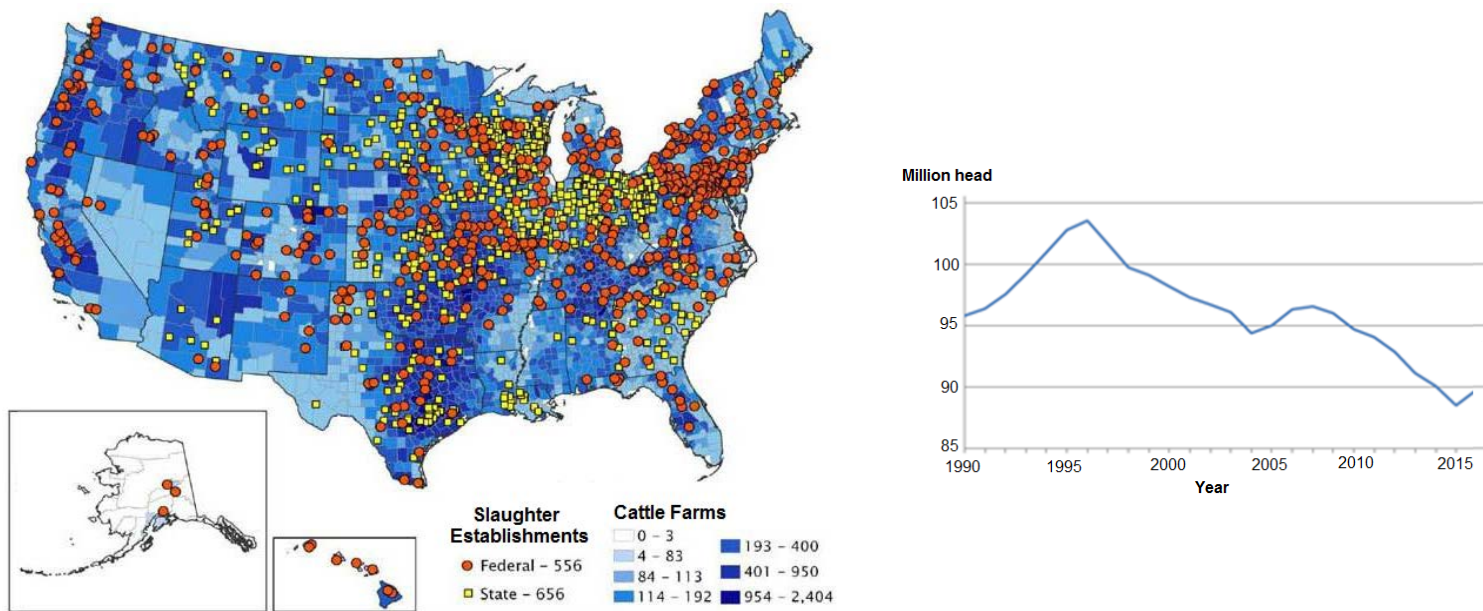 Slaughter
Establishments
Federal – 556
State – 656
Cattle Farms
0 – 3
4 – 83
84 – 113
114 – 192
193 – 400
401 – 950
954 – 2,404
Million head
105
100
95
90
85
1990
1995
2000
2005
2010
2015
Year